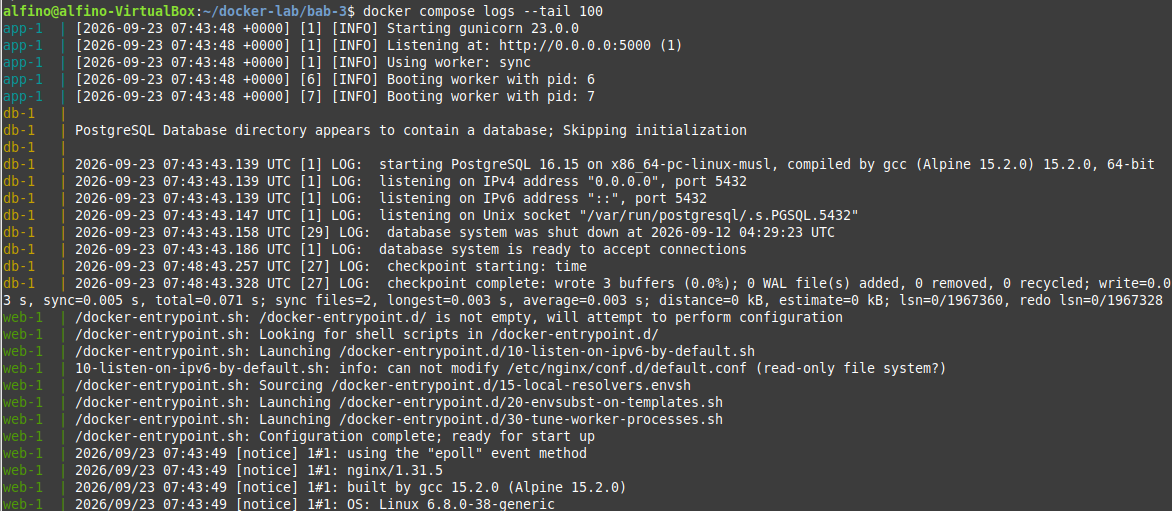 alfino@alfino-VirtualBox:~/docker-lab/bab-3$ docker compose logs --tail 100
app-1  | [2026-09-23 07:43:48 +0000] [1] [INFO] Starting gunicorn 23.0.0
app-1  | [2026-09-23 07:43:48 +0000] [1] [INFO] Listening at: http://0.0.0.0:5000 (1)
app-1  | [2026-09-23 07:43:48 +0000] [1] [INFO] Using worker: sync
app-1  | [2026-09-23 07:43:48 +0000] [6] [INFO] Booting worker with pid: 6
app-1  | [2026-09-23 07:43:48 +0000] [7] [INFO] Booting worker with pid: 7
db-1   |
db-1   | PostgreSQL Database directory appears to contain a database; Skipping initialization
db-1   |
db-1   | 2026-09-23 07:43:43.139 UTC [1] LOG:  starting PostgreSQL 16.15 on x86_64-pc-linux-musl, compiled by gcc (Alpine 15.2.0) 15.2.0, 64-bit
db-1   | 2026-09-23 07:43:43.139 UTC [1] LOG:  listening on IPv4 address "0.0.0.0", port 5432
db-1   | 2026-09-23 07:43:43.139 UTC [1] LOG:  listening on IPv6 address "::", port 5432
db-1   | 2026-09-23 07:43:43.147 UTC [1] LOG:  listening on Unix socket "/var/run/postgresql/.s.PGSQL.5432"
db-1   | 2026-09-23 07:43:43.158 UTC [29] LOG:  database system was shut down at 2026-09-12 04:29:23 UTC
db-1   | 2026-09-23 07:43:43.186 UTC [1] LOG:  database system is ready to accept connections
db-1   | 2026-09-23 07:48:43.257 UTC [27] LOG:  checkpoint starting: time
db-1   | 2026-09-23 07:48:43.328 UTC [27] LOG:  checkpoint complete: wrote 3 buffers (0.0%); 0 WAL file(s) added, 0 removed, 0 recycled; write=0.0
3 s, sync=0.005 s, total=0.071 s; sync files=2, longest=0.003 s, average=0.003 s; distance=0 kB, estimate=0 kB; lsn=0/1967360, redo lsn=0/1967328
web-1  | /docker-entrypoint.sh: /docker-entrypoint.d/ is not empty, will attempt to perform configuration
web-1  | /docker-entrypoint.sh: Looking for shell scripts in /docker-entrypoint.d/
web-1  | /docker-entrypoint.sh: Launching /docker-entrypoint.d/10-listen-on-ipv6-by-default.sh
web-1  | 10-listen-on-ipv6-by-default.sh: info: can not modify /etc/nginx/conf.d/default.conf (read-only file system?)
web-1  | /docker-entrypoint.sh: Sourcing /docker-entrypoint.d/15-local-resolvers.envsh
web-1  | /docker-entrypoint.sh: Launching /docker-entrypoint.d/20-envsubst-on-templates.sh
web-1  | /docker-entrypoint.sh: Launching /docker-entrypoint.d/30-tune-worker-processes.sh
web-1  | /docker-entrypoint.sh: Configuration complete; ready for start up
web-1  | 2026/09/23 07:43:49 [notice] 1#1: using the "epoll" event method
web-1  | 2026/09/23 07:43:49 [notice] 1#1: nginx/1.31.5
web-1  | 2026/09/23 07:43:49 [notice] 1#1: built by gcc 15.2.0 (Alpine 15.2.0)
web-1  | 2026/09/23 07:43:49 [notice] 1#1: OS: Linux 6.8.0-38-generic